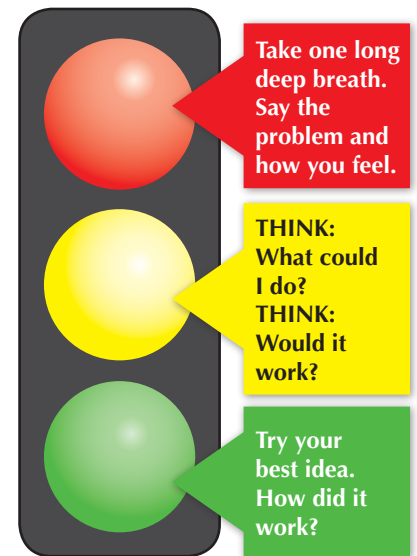 Take one long
deep breath.
Say the
problem and
how you feel.
THINK:
What could
I do?
THINK:
Would it
work?
Try your
best idea.
How did it
work?